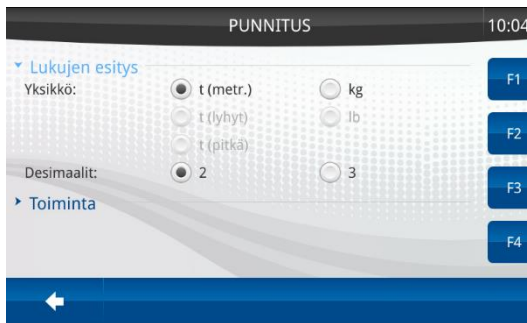 PUNNITUS 10:04
Lukujen esitys
Yksikkö: t (metr.) kg
t (lyhyt) lb
t (pitkä)
Desimaalit: 2 3
Toiminta
F1
F2
F3
F4